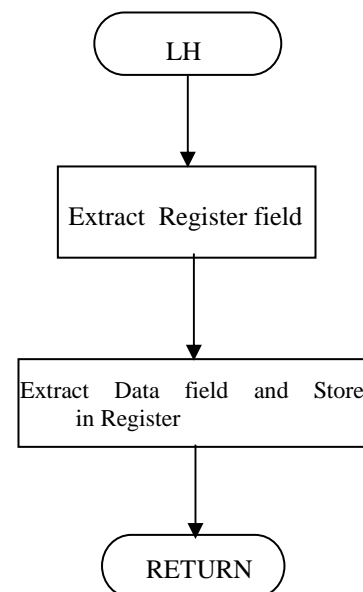 LH
Extract Register field
Extract Data field and Store
in Register
RETURN